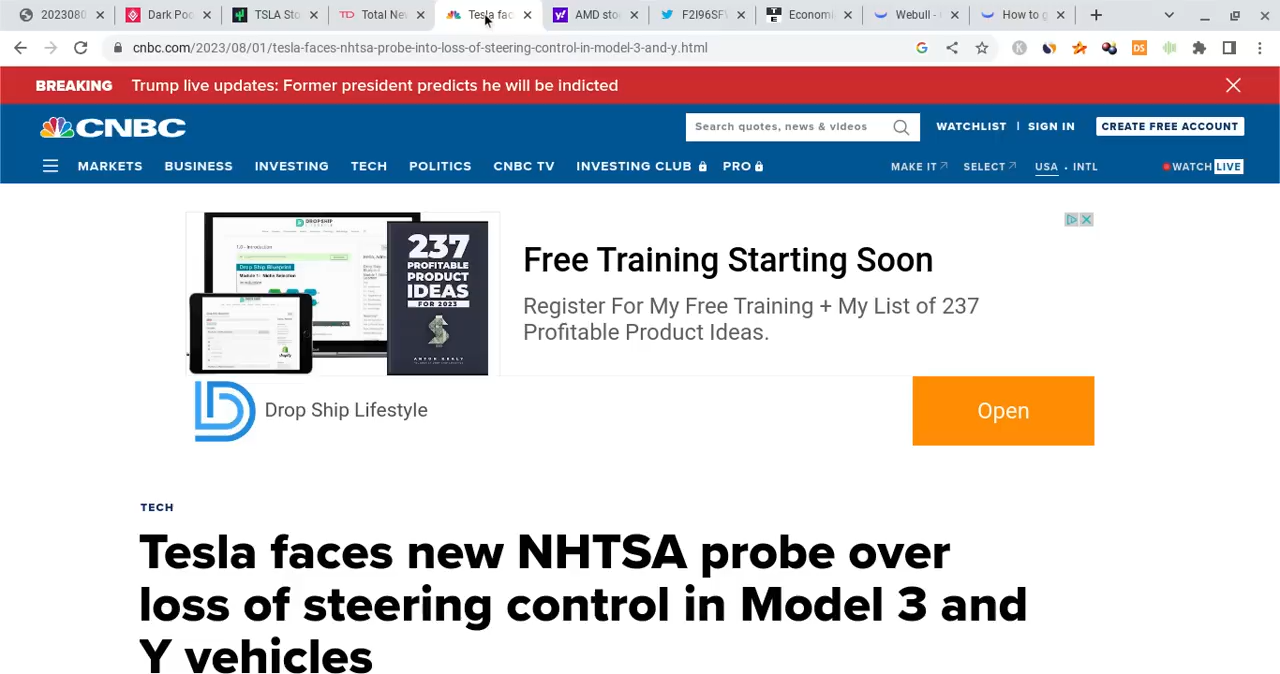 2023080
Dark Poo
TSLA Sto
Total Ne
Tesla fac
AMD sto
F2I96SF
Economi
Webull -
How to g
cnbc.com/2023/08/01/tesla-faces-nhtsa-probe-into-loss-of-steering-control-in-model-3-and-y.html
BREAKING Trump live updates: Former president predicts he will be indicted
CNBC
Search quotes, news & videos
WATCHLIST | SIGN IN
CREATE FREE ACCOUNT
MARKETS BUSINESS INVESTING TECH POLITICS CNBC TV INVESTING CLUB PRO
MAKE IT SELECT USA • INTL WATCH LIVE
DROPSHIP
LIFESTYLE
Drop Ship Blueprint
237
PROFITABLE
PRODUCT
IDEAS
FOR 2023
Free Training Starting Soon
Register For My Free Training + My List of 237
Profitable Product Ideas.
Drop Ship Lifestyle
Open
TECH
Tesla faces new NHTSA probe over
loss of steering control in Model 3 and
Y vehicles